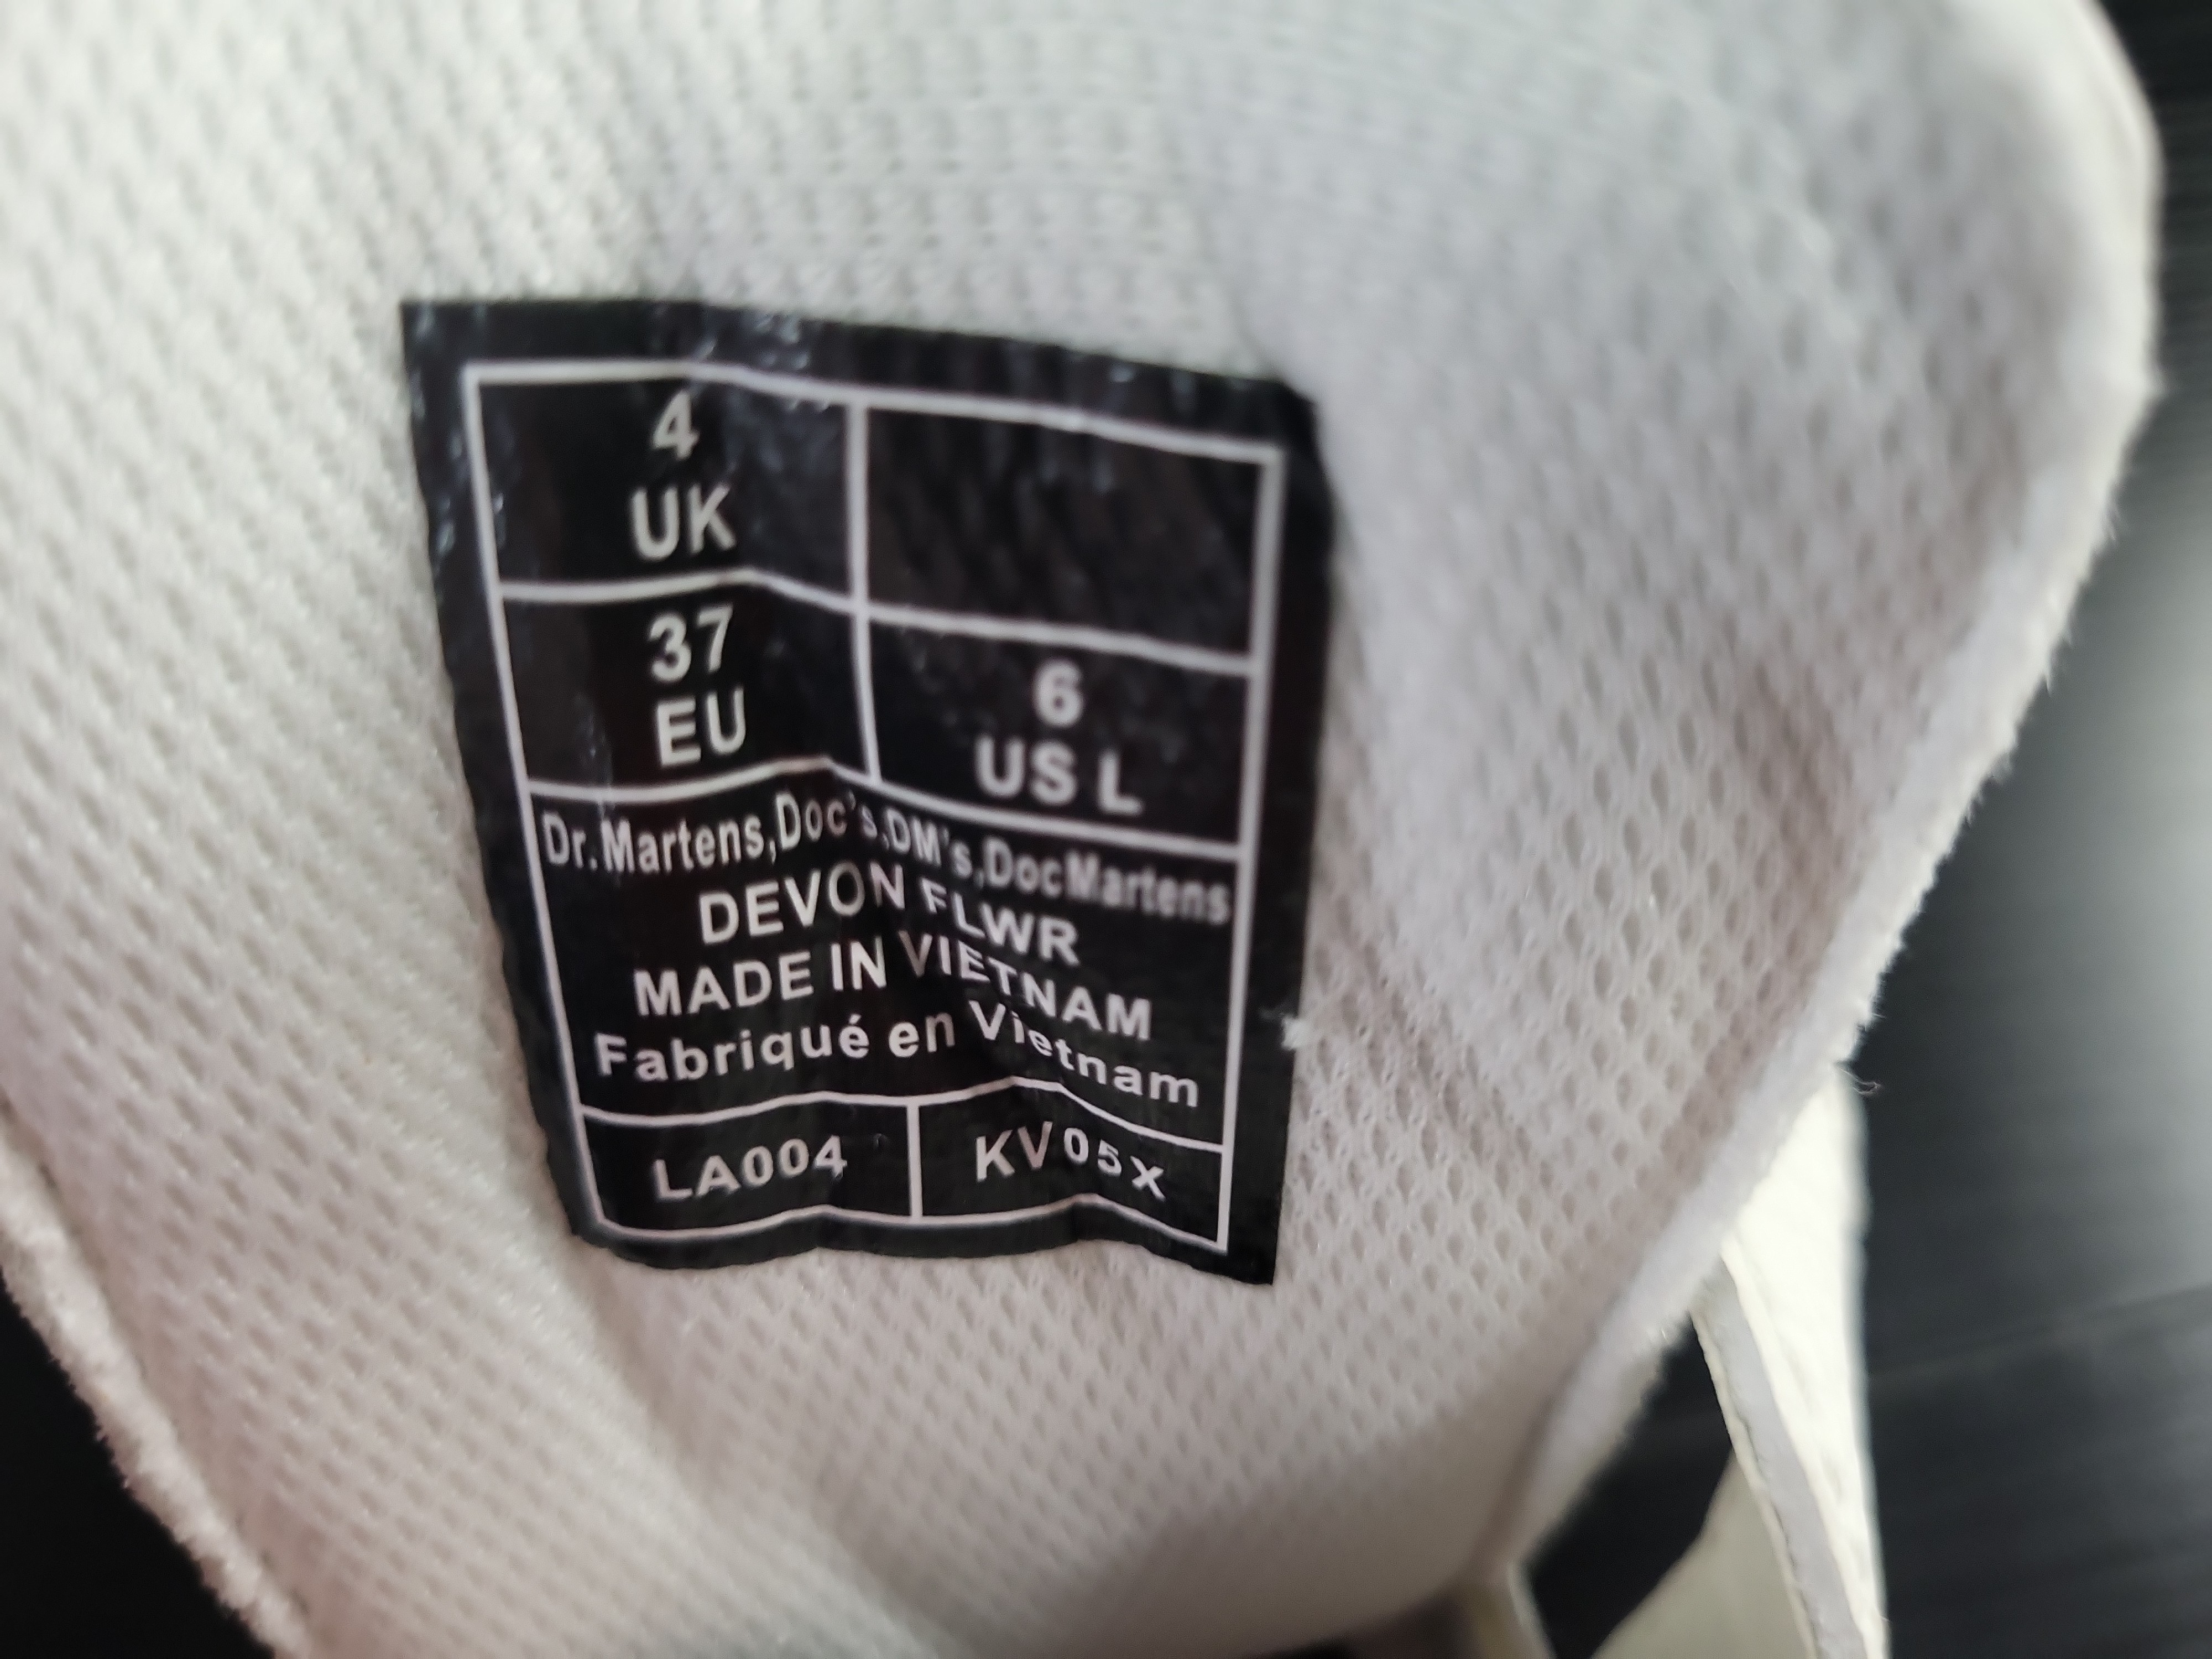 4
UK
37
EU
6
US L
Dr.Martens,Doc's,DM's,DocMartens
DEVON FLWR
MADE IN VIETNAM
Fabriqué en Vietnam
LA004
KV05X